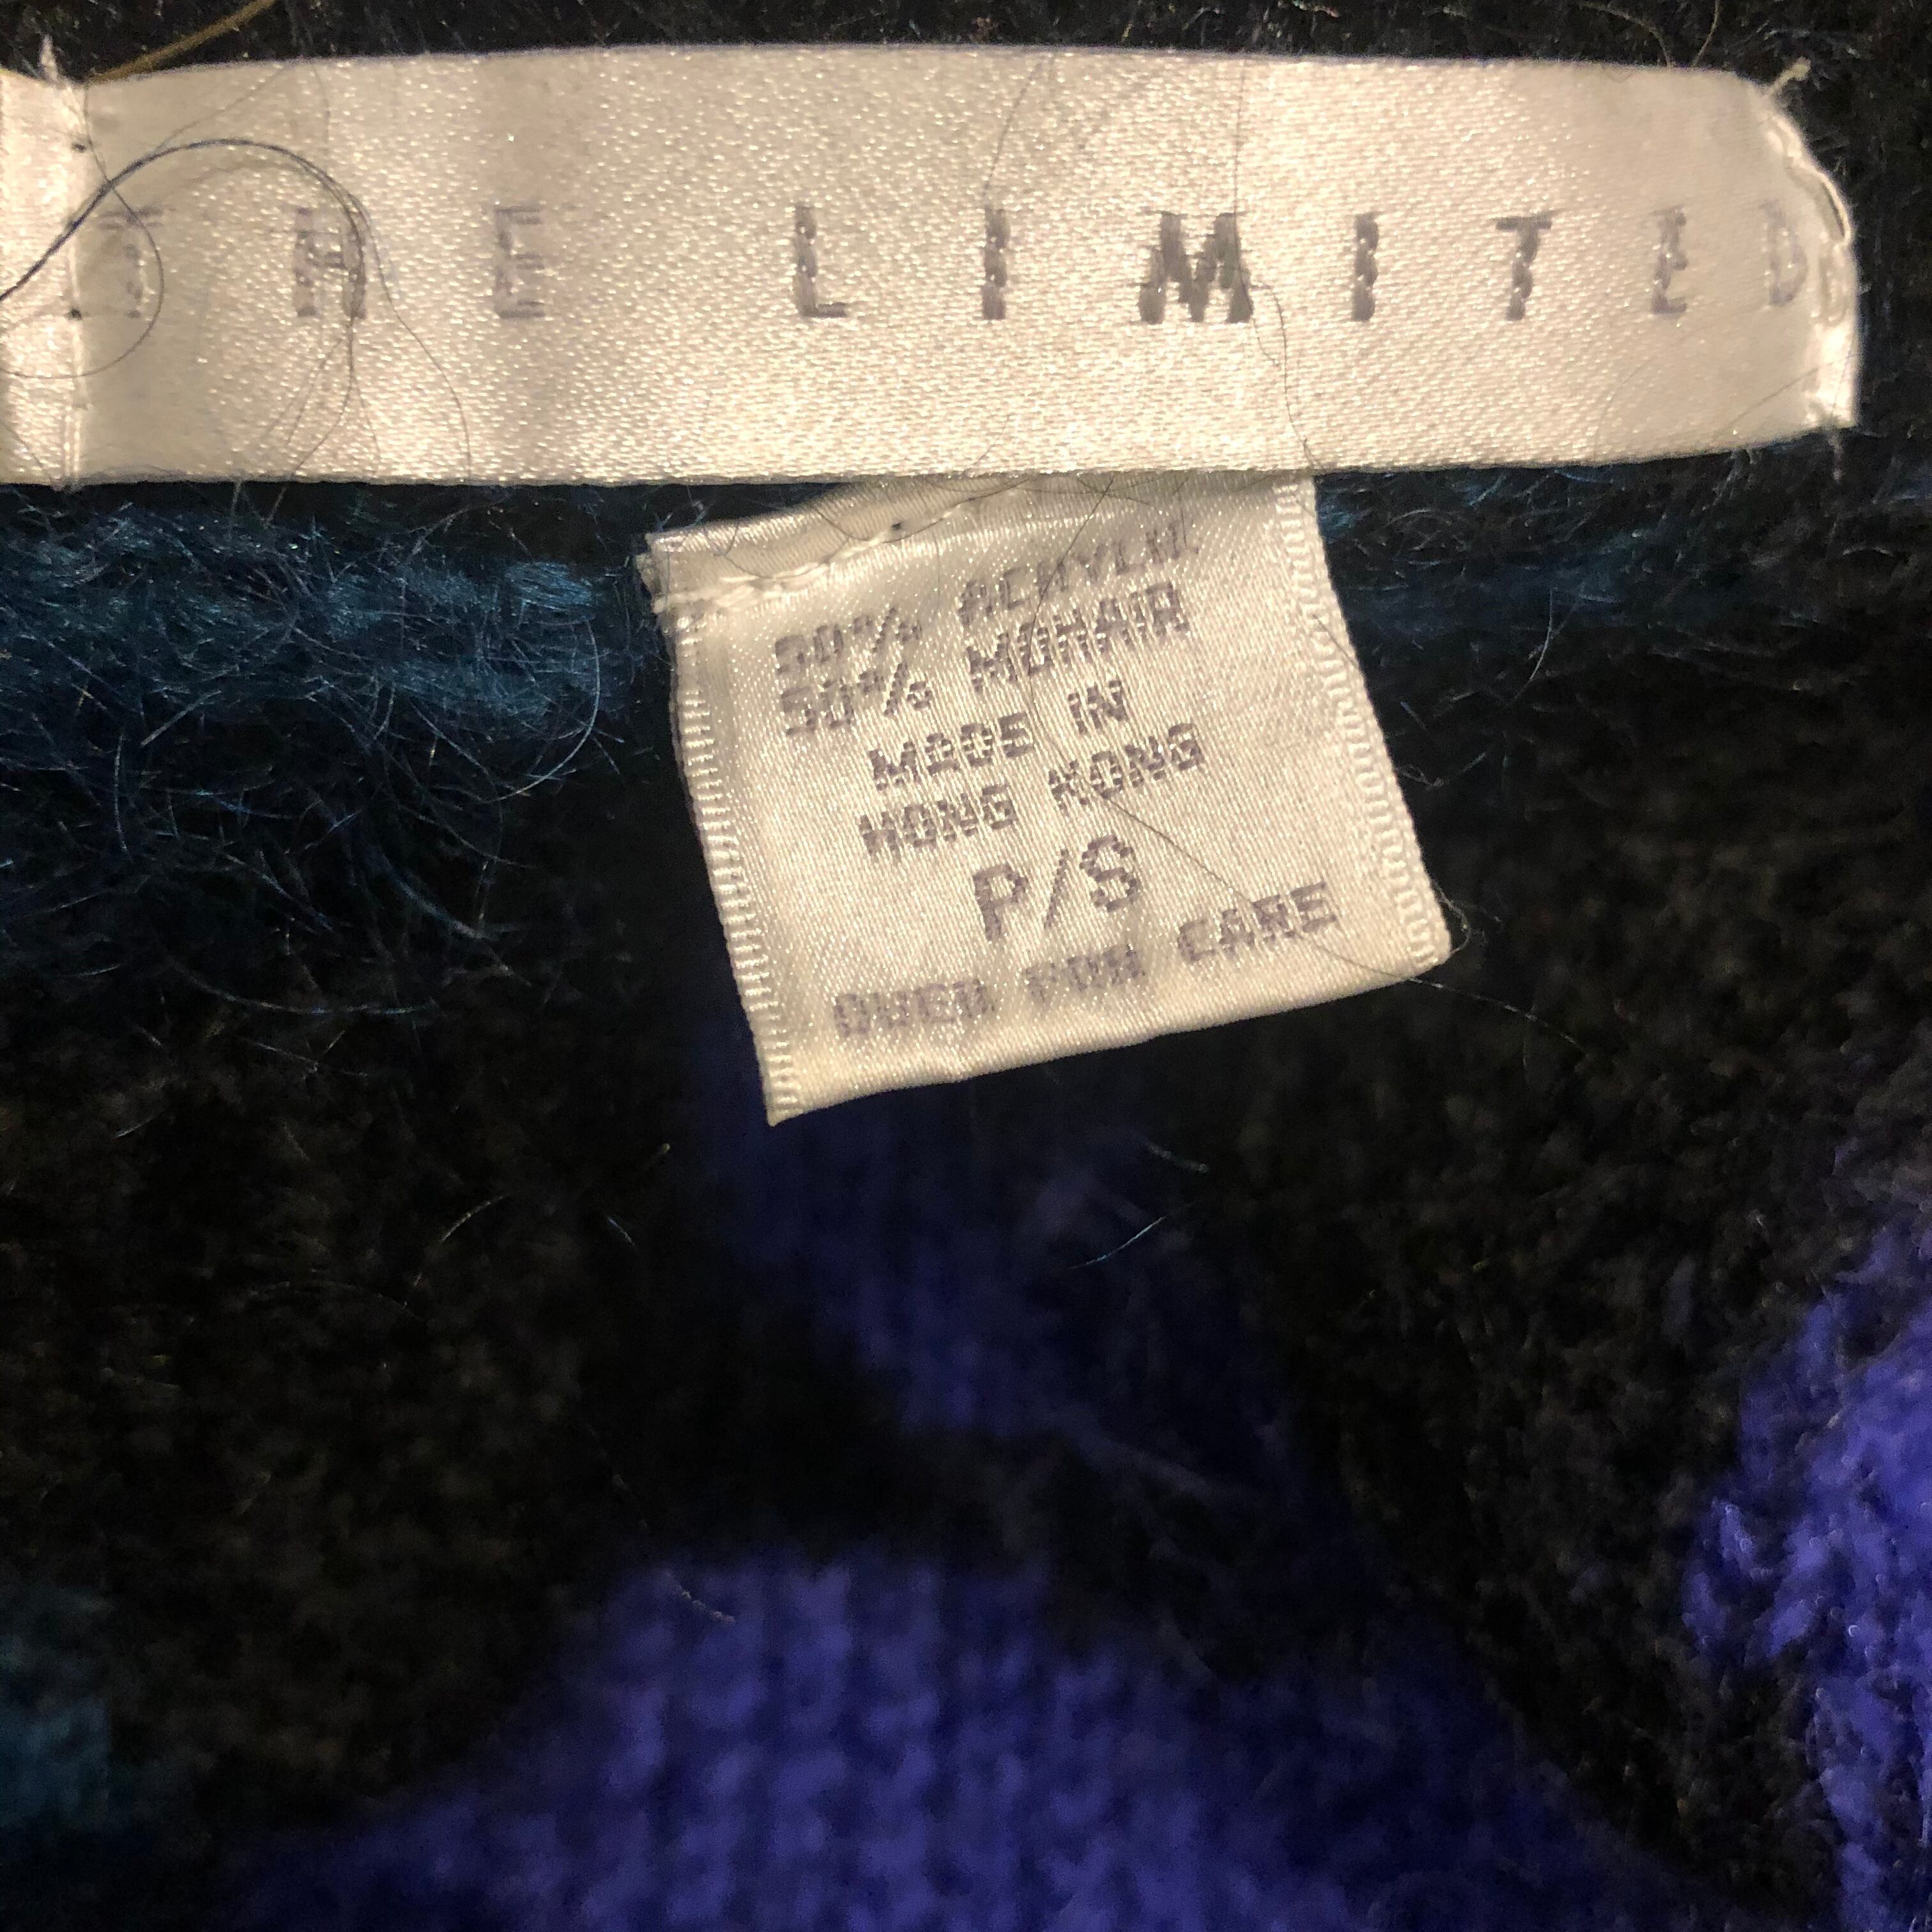 THE LIMITED
50% ACRYLIC
50% MOHAIR
MADE IN
HONG KONG
P/S
OVER FOR CARE